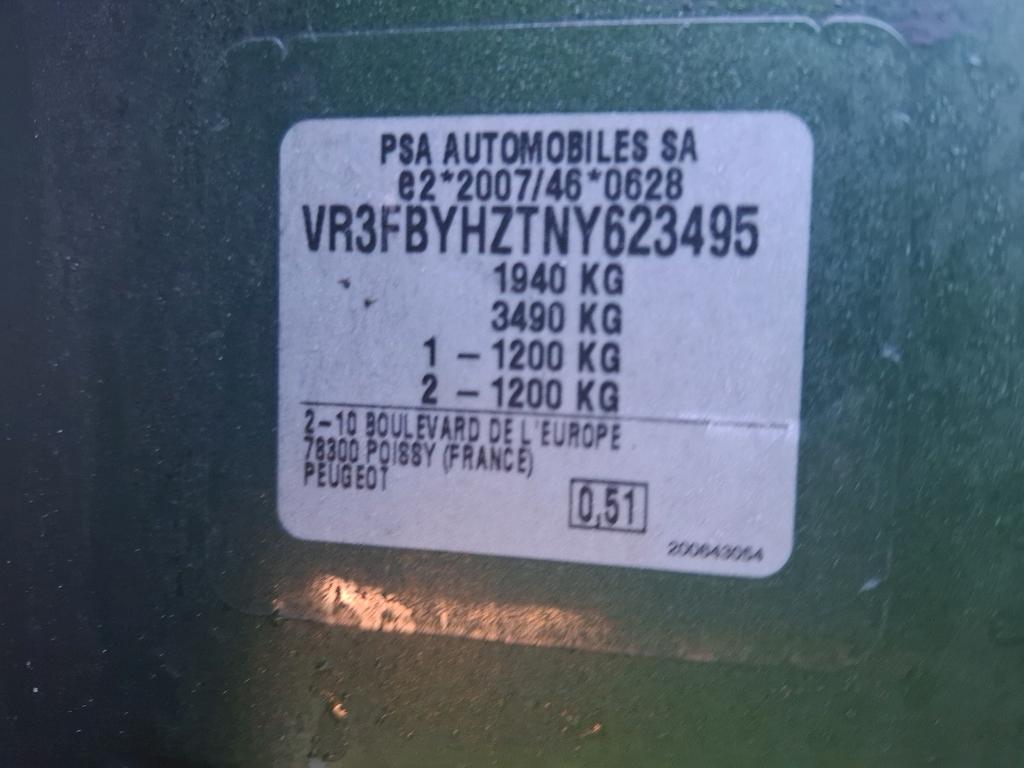 PSA AUTOMOBILES SA
e2*2007/46*0628
VR3FBYHZTNY623495
1940 KG
3490 KG
1 - 1200 KG
2 - 1200 KG
2-10 BOULEVARD DE L'EUROPE
78300 POISSY (FRANCE)
PEUGEOT
0,51
200643054